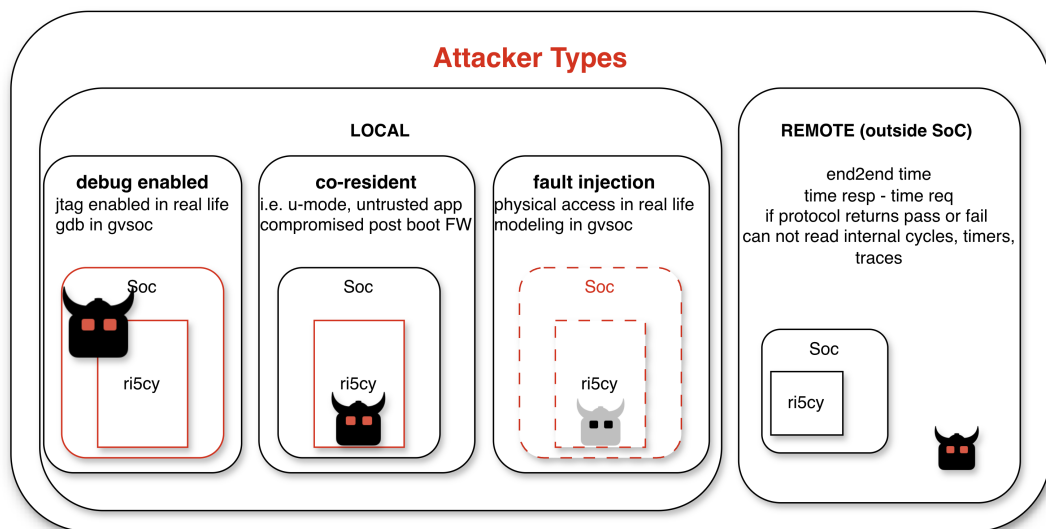 Attacker Types
LOCAL
debug enabled
jtag enabled in real life
gdb in gvsoc
Soc
ri5cy
co-resident
i.e. u-mode, untrusted app
compromised post boot FW
Soc
ri5cy
fault injection
physical access in real life
modeling in gvsoc
Soc
ri5cy
REMOTE (outside SoC)
end2end time
time resp - time req
if protocol returns pass or fail
can not read internal cycles, timers,
traces
Soc
ri5cy